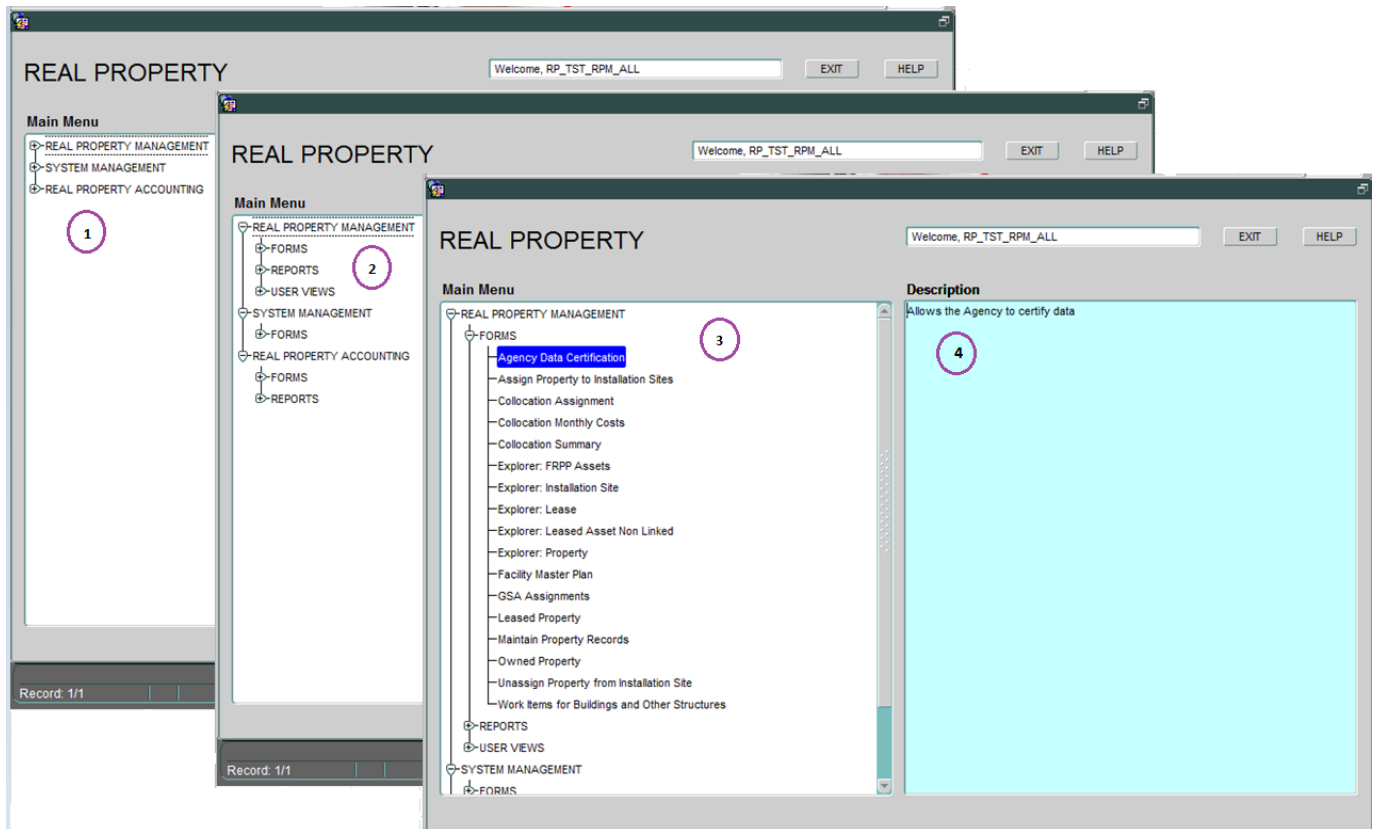 REAL PROPERTY
Welcome, RP_TST_RPM_ALL
EXIT
HELP
Main Menu
REAL PROPERTY MANAGEMENT
SYSTEM MANAGEMENT
REAL PROPERTY ACCOUNTING
1
Record: 1/1
REAL PROPERTY
Welcome, RP_TST_RPM_ALL
EXIT
HELP
Main Menu
REAL PROPERTY MANAGEMENT
FORMS
REPORTS
2
USER VIEWS
SYSTEM MANAGEMENT
FORMS
REAL PROPERTY ACCOUNTING
FORMS
REPORTS
Record: 1/1
REAL PROPERTY
Welcome, RP_TST_RPM_ALL
EXIT
HELP
Main Menu
REAL PROPERTY MANAGEMENT
FORMS
3
Agency Data Certification
Assign Property to Installation Sites
Collocation Assignment
Collocation Monthly Costs
Collocation Summary
Explorer: FRPP Assets
Explorer: Installation Site
Explorer: Lease
Explorer: Leased Asset Non Linked
Explorer: Property
Facility Master Plan
GSA Assignments
Leased Property
Maintain Property Records
Owned Property
Unassign Property from Installation Site
Work Items for Buildings and Other Structures
REPORTS
USER VIEWS
SYSTEM MANAGEMENT
FORMS
Description
Allows the Agency to certify data
4